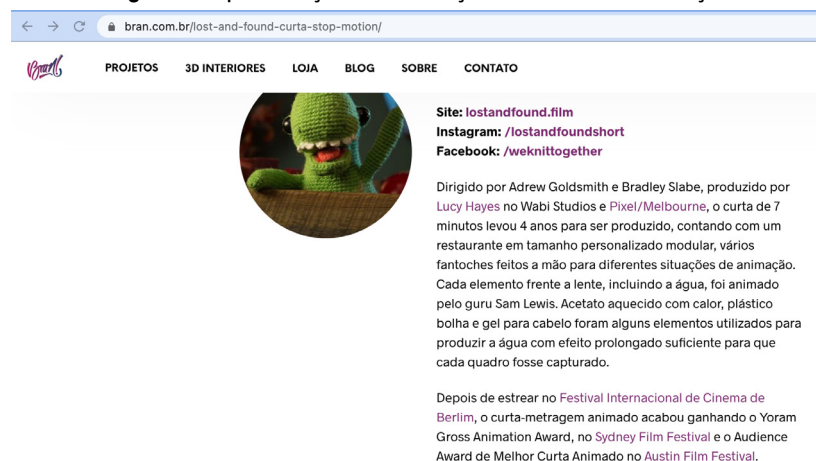 bran.com.br/lost-and-found-curta-stop-motion/
Bran!
PROJETOS 3D INTERIORES LOJA BLOG SOBRE CONTATO
Site: lostandfound.film
Instagram: /lostandfoundshort
Facebook: /weknittogether
Dirigido por Adrew Goldsmith e Bradley Slabe, produzido por
Lucy Hayes no Wabi Studios e Pixel/Melbourne, o curta de 7
minutos levou 4 anos para ser produzido, contando com um
restaurante em tamanho personalizado modular, vários
fantoches feitos a mão para diferentes situações de animação.
Cada elemento frente a lente, incluindo a água, foi animado
pelo guru Sam Lewis. Acetato aquecido com calor, plástico
bolha e gel para cabelo foram alguns elementos utilizados para
produzir a água com efeito prolongado suficiente para que
cada quadro fosse capturado.
Depois de estrear no Festival Internacional de Cinema de
Berlim, o curta-metragem animado acabou ganhando o Yoram
Gross Animation Award, no Sydney Film Festival e o Audience
Award de Melhor Curta Animado no Austin Film Festival.